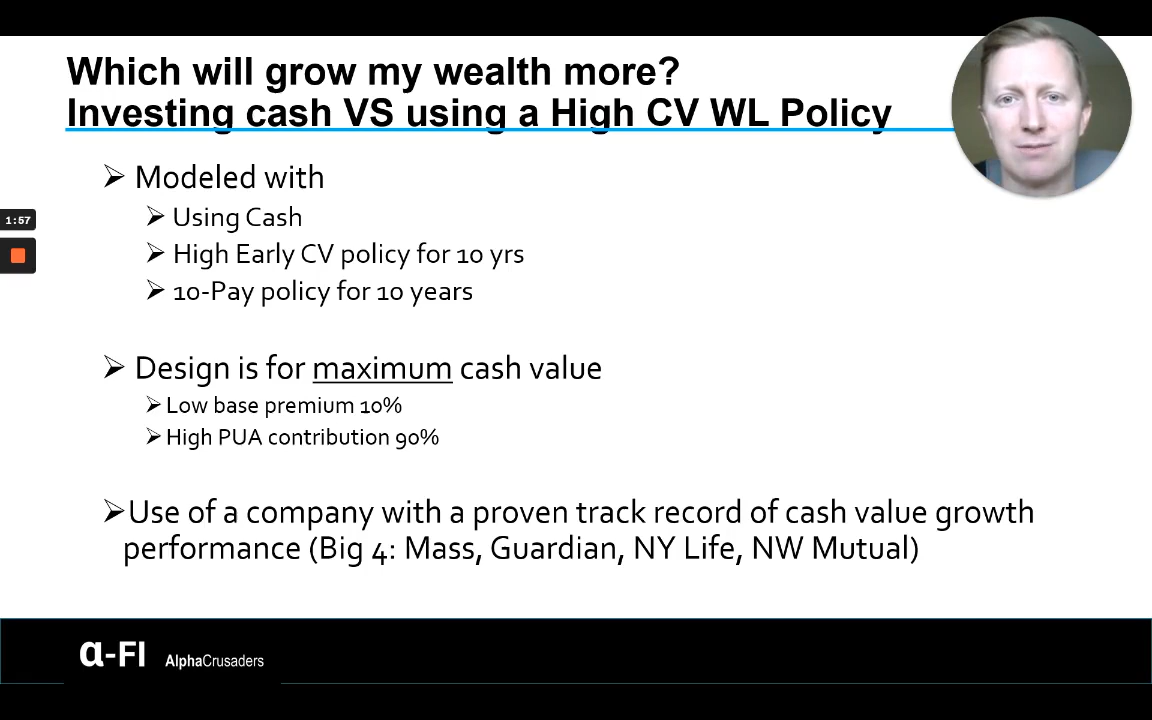 Which will grow my wealth more?
Investing cash VS using a High CV WL Policy
Modeled with
Using Cash
High Early CV policy for 10 yrs
10-Pay policy for 10 years
Design is for maximum cash value
Low base premium 10%
High PUA contribution 90%
Use of a company with a proven track record of cash value growth
performance (Big 4: Mass, Guardian, NY Life, NW Mutual)
1:57
α-FI AlphaCrusaders